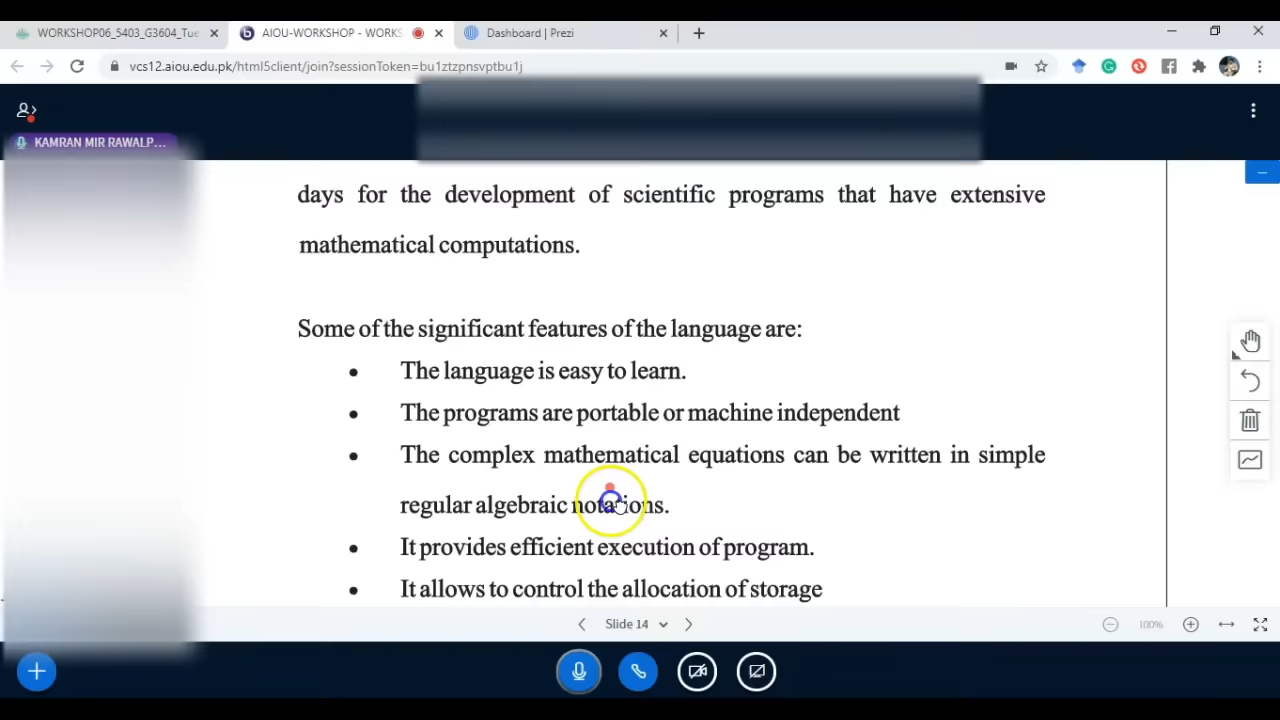 WORKSHOP06_5403_G3604_Tue
AIOU-WORKSHOP - WORKS
Dashboard | Prezi
vcs12.aiou.edu.pk/html5client/join?sessionToken=bu1ztzpnsvptbu1j
KAMRAN MIR RAWALP...
days for the development of scientific programs that have extensive
mathematical computations.
Some of the significant features of the language are:
• The language is easy to learn.
• The programs are portable or machine independent
• The complex mathematical equations can be written in simple
regular algebraic notations.
• It provides efficient execution of program.
• It allows to control the allocation of storage
Slide 14
100%